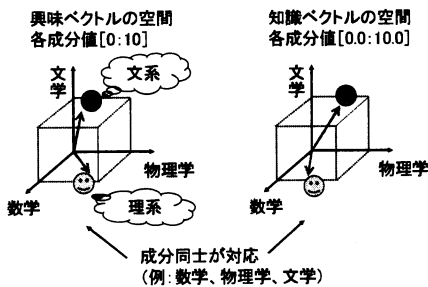 興味ベクトルの空間
各成分値[0:10]
文学
文系
物理学
数学
理系
知識ベクトルの空間
各成分値[0.0:10.0]
文学
物理学
数学
成分同士が対応
(例:数学、物理学、文学)